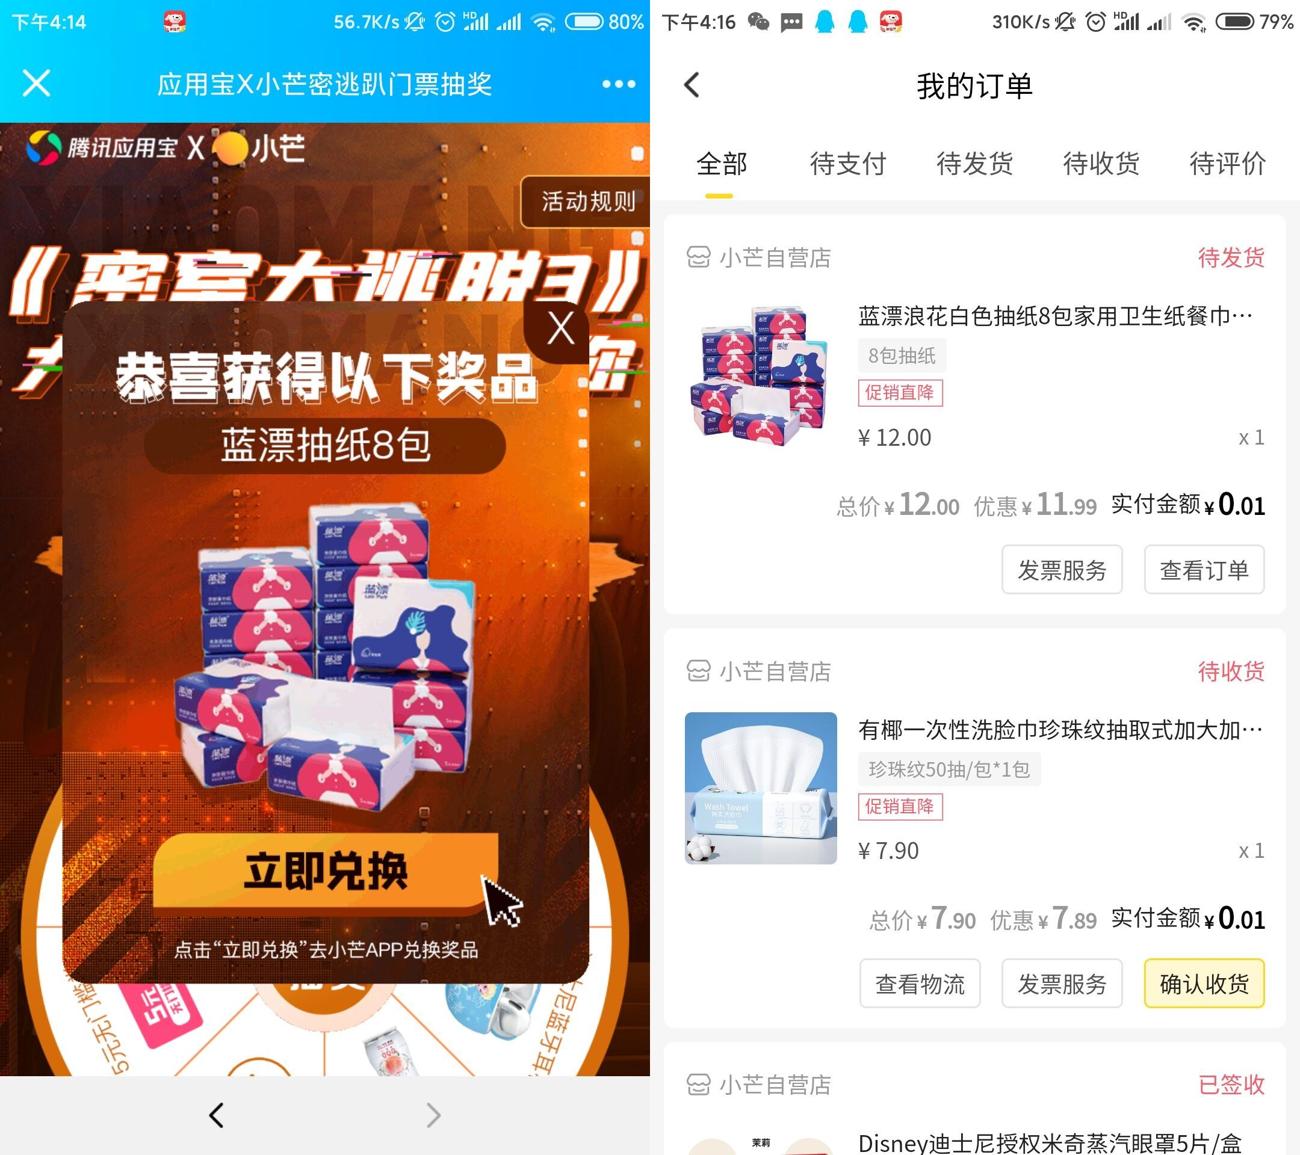 下午4:14
56.7K/s
HD
80%
应用宝X小芒密逃趴门票抽奖
腾讯应用宝 X 小芒
活动规则
《密室大逃脱3》
X
恭喜获得以下奖品
蓝漂抽纸8包
蓝漂
立即兑换
点击“立即兑换”去小芒APP兑换奖品
下午4:16
310K/s
HD
79%
我的订单
全部
待支付
待发货
待收货
待评价
小芒自营店
待发货
蓝漂浪花白色抽纸8包家用卫生纸餐巾…
8包抽纸
促销直降
¥ 12.00
x 1
总价 ¥ 12.00 优惠 ¥ 11.99 实付金额 ¥ 0.01
发票服务
查看订单
小芒自营店
待收货
有椰一次性洗脸巾珍珠纹抽取式加大加…
珍珠纹50抽/包*1包
Wash Towel
促销直降
¥ 7.90
x 1
总价 ¥ 7.90 优惠 ¥ 7.89 实付金额 ¥ 0.01
查看物流
发票服务
确认收货
小芒自营店
已签收
茉莉
Disney迪士尼授权米奇蒸汽眼罩5片/盒